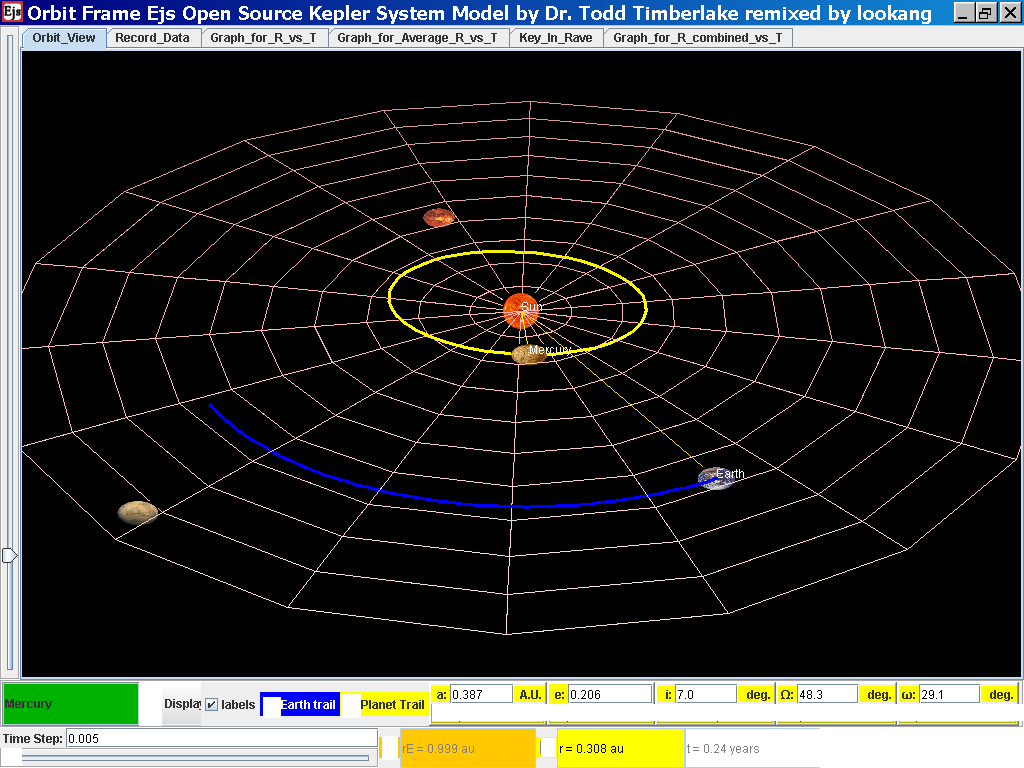 Ejs Orbit Frame Ejs Open Source Kepler System Model by Dr. Todd Timberlake remixed by lookang
Orbit_View Record_Data Graph_for_R_vs_T Graph_for_Average_R_vs_T Key_In_Rave Graph_for_R_combined_vs_T
Sun
Mercury
Earth
Mercury Display labels Earth trail Planet Trail a: 0.387 A.U. e: 0.206 i: 7.0 deg. Ω: 48.3 deg. ω: 29.1 deg.
Time Step: 0.005 rE = 0.999 au r = 0.308 au t = 0.24 years